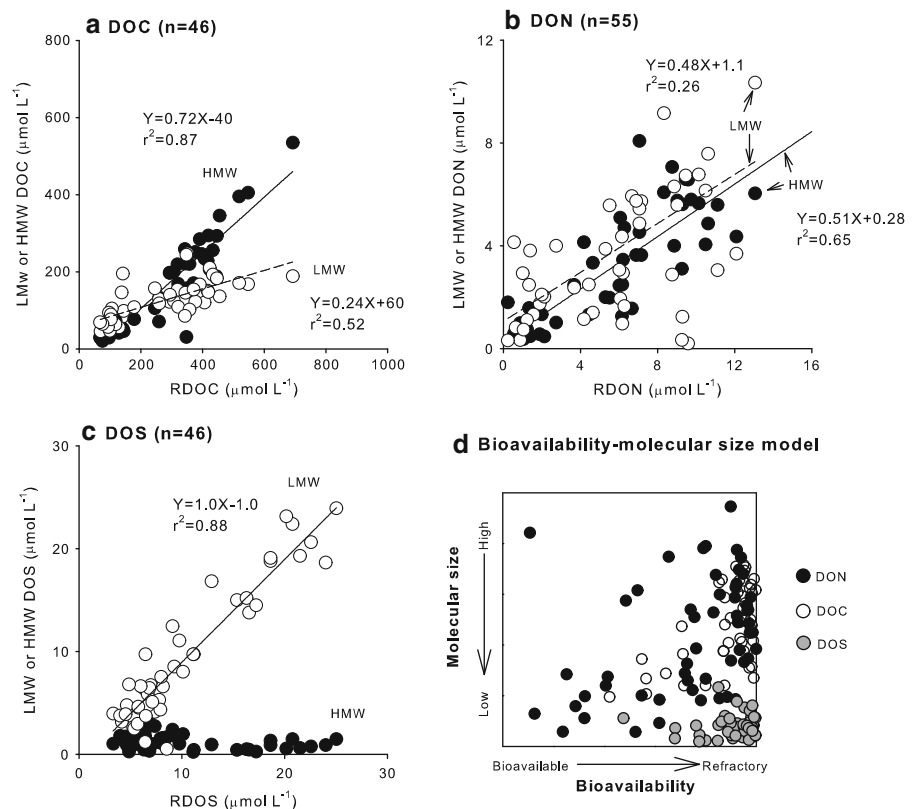 a DOC (n=46)
800
600
400
200
0
LMw or HMW DOC (μmol L⁻¹)
Y=0.72X-40
r²=0.87
HMW
LMW
Y=0.24X+60
r²=0.52
0 200 400 600 800 1000
RDOC (μmol L⁻¹)
b DON (n=55)
12
8
4
0
LMW or HMW DON (μmol L⁻¹)
Y=0.48X+1.1
r²=0.26
LMW
HMW
Y=0.51X+0.28
r²=0.65
0 4 8 12 16
RDON (μmol L⁻¹)
c DOS (n=46)
30
20
10
0
LMW or HMW DOS (μmol L⁻¹)
LMW
Y=1.0X-1.0
r²=0.88
HMW
0 10 20 30
RDOS (μmol L⁻¹)
d Bioavailability-molecular size model
Molecular size
High
Low
DON
DOC
DOS
Bioavailable Refractory
Bioavailability